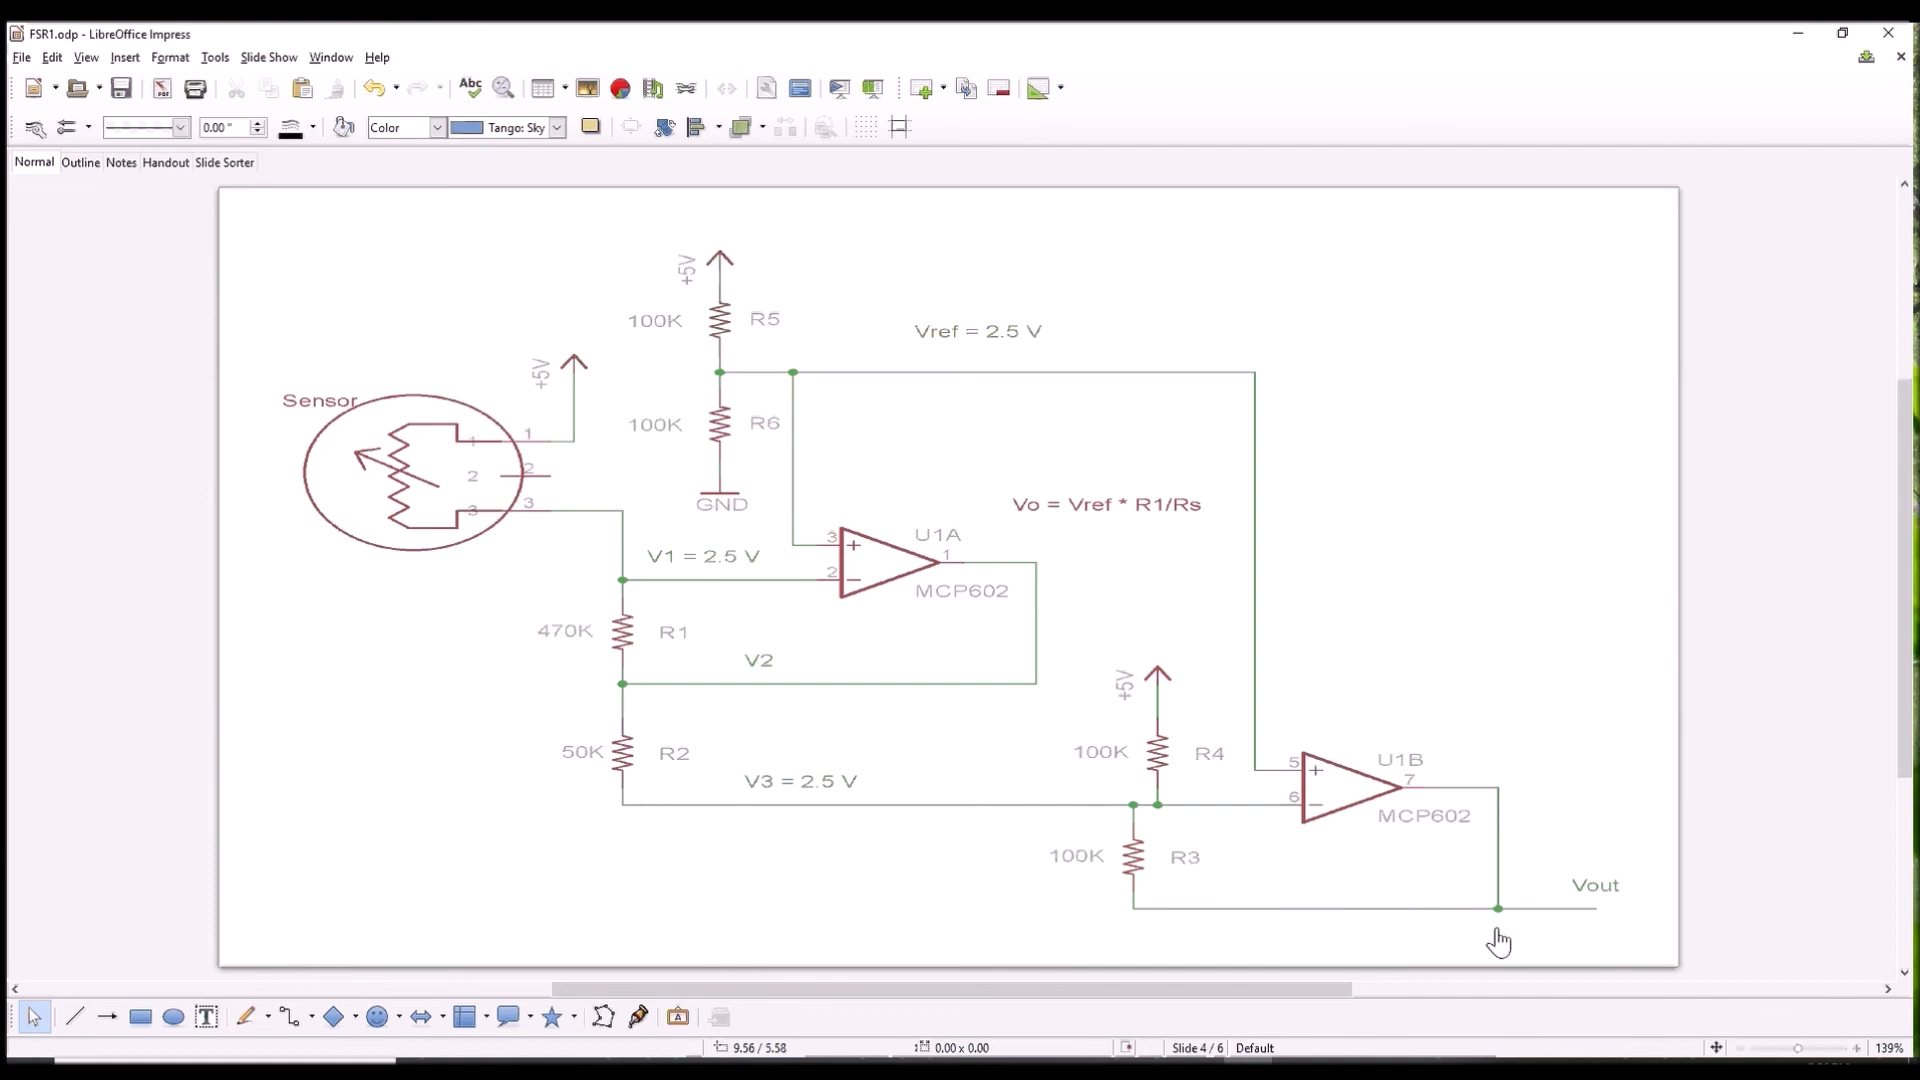 FSR1.odp - LibreOffice Impress
File Edit View Insert Format Tools Slide Show Window Help
Abc
0.00 " Color Tango: Sky
Normal Outline Notes Handout Slide Sorter
+5V
100K R5
Vref = 2.5 V
+5V
Sensor
100K R6
1 1
2 2
3 3
GND
Vo = Vref * R1/Rs
U1A
V1 = 2.5 V
3
+
1
2
MCP602
470K R1
V2
+5V
50K R2
100K R4
V3 = 2.5 V
U1B
5
+
7
6
MCP602
100K R3
Vout
9.56 / 5.58 0.00 x 0.00 Slide 4 / 6 Default 139%